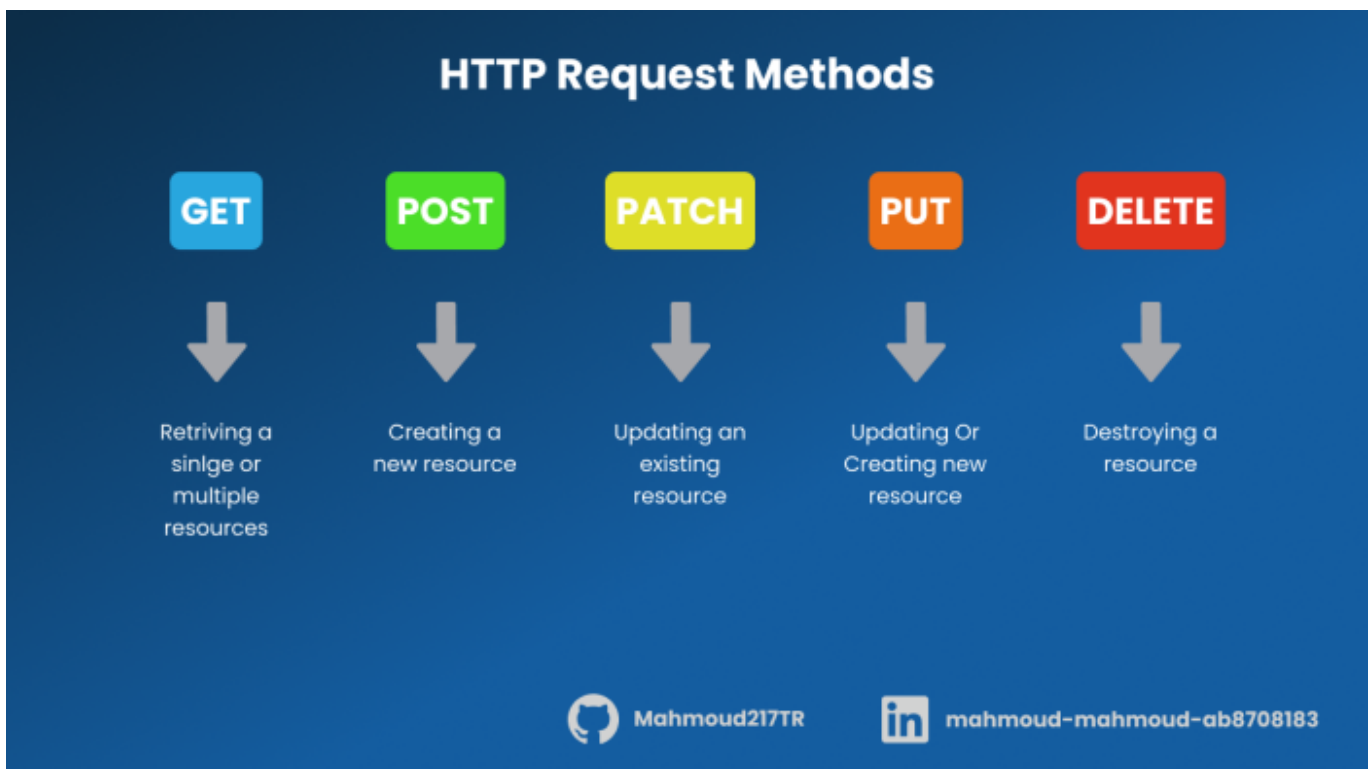 HTTP Request Methods
GET
POST
PATCH
PUT
DELETE
Retriving a
sinlge or
multiple
resources
Creating a
new resource
Updating an
existing
resource
Updating Or
Creating new
resource
Destroying a
resource
Mahmoud217TR
in mahmoud-mahmoud-ab8708183